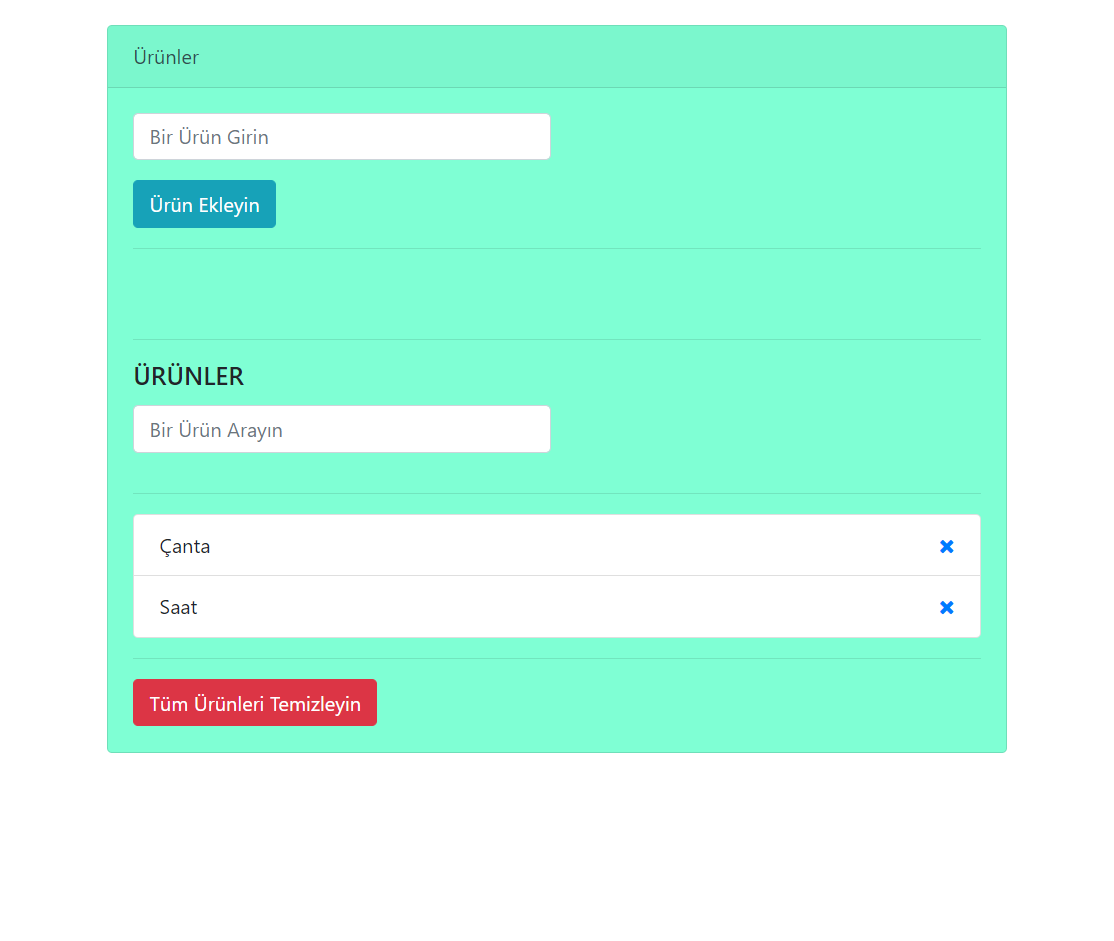 Ürünler
Bir Ürün Girin
Ürün Ekleyin
ÜRÜNLER
Bir Ürün Arayın
Çanta
Saat
Tüm Ürünleri Temizleyin